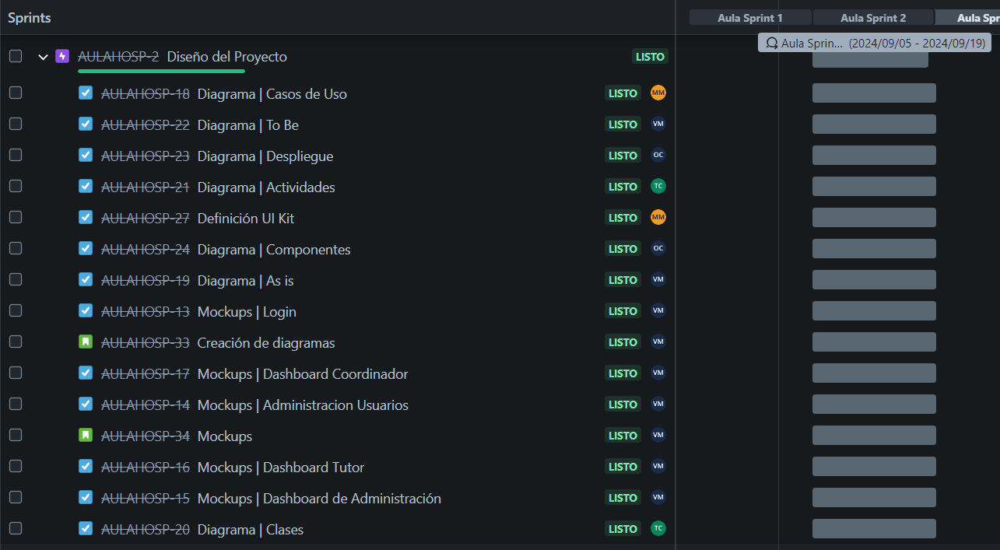 Sprints Aula Sprint 1 Aula Sprint 2 Aula Spr
Aula Sprin... (2024/09/05 - 2024/09/19)
AULAHOSP-2 Diseño del Proyecto LISTO
AULAHOSP-18 Diagrama | Casos de Uso LISTO MM
AULAHOSP-22 Diagrama | To Be LISTO VM
AULAHOSP-23 Diagrama | Despliegue LISTO OC
AULAHOSP-21 Diagrama | Actividades LISTO TC
AULAHOSP-27 Definición UI Kit LISTO MM
AULAHOSP-24 Diagrama | Componentes LISTO OC
AULAHOSP-19 Diagrama | As is LISTO VM
AULAHOSP-13 Mockups | Login LISTO VM
AULAHOSP-33 Creación de diagramas LISTO VM
AULAHOSP-17 Mockups | Dashboard Coordinador LISTO VM
AULAHOSP-14 Mockups | Administracion Usuarios LISTO VM
AULAHOSP-34 Mockups LISTO VM
AULAHOSP-16 Mockups | Dashboard Tutor LISTO VM
AULAHOSP-15 Mockups | Dashboard de Administración LISTO VM
AULAHOSP-20 Diagrama | Clases LISTO TC